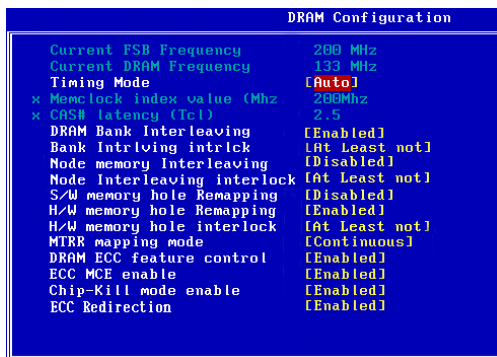 DRAM Configuration
Current FSB Frequency 200 MHz
Current DRAM Frequency 133 MHz
Timing Mode [Auto]
x Memclock index value (Mhz 200Mhz
x CAS# latency (Tcl) 2.5
DRAM Bank Interleaving [Enabled]
Bank Intrlving intrlck [At Least not]
Node memory Interleaving [Disabled]
Node Interleaving interlock [At Least not]
S/W memory hole Remapping [Disabled]
H/W memory hole Remapping [Enabled]
H/W memory hole interlock [At Least not]
MTRR mapping mode [Continuous]
DRAM ECC feature control [Enabled]
ECC MCE enable [Enabled]
Chip-Kill mode enable [Enabled]
ECC Redirection [Enabled]